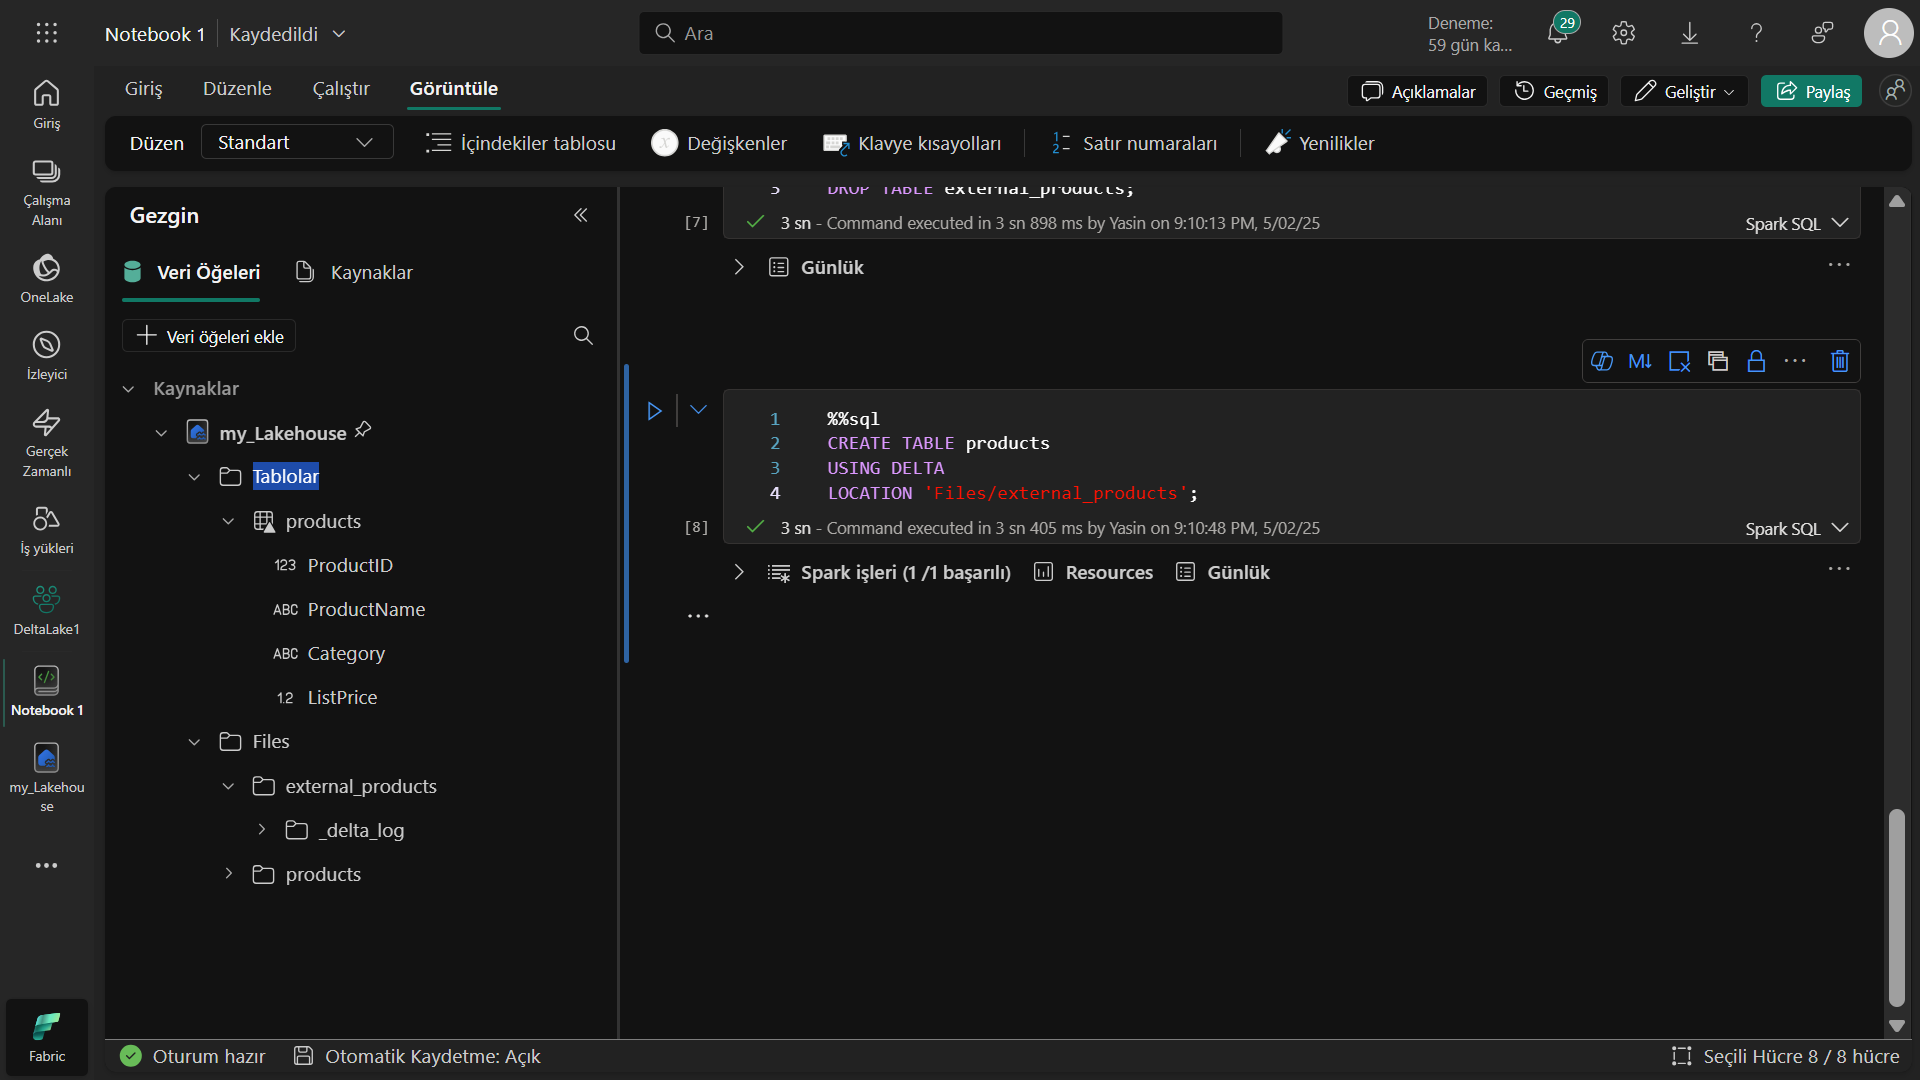 Notebook 1
Kaydedildi
Ara
Deneme:
59 gün ka...
29
Giriş
Düzenle
Çalıştır
Görüntüle
Açıklamalar
Geçmiş
Geliştir
Paylaş
Düzen
Standart
İçindekiler tablosu
Değişkenler
Klavye kısayolları
Satır numaraları
Yenilikler
Giriş
Çalışma
Alanı
OneLake
İzleyici
Gerçek
Zamanlı
İş yükleri
DeltaLake1
Notebook 1
my_Lakehou
se
Fabric
Gezgin
Veri Öğeleri
Kaynaklar
Veri öğeleri ekle
Kaynaklar
my_Lakehouse
Tablolar
products
123 ProductID
ABC ProductName
ABC Category
1.2 ListPrice
Files
external_products
_delta_log
products
DROP TABLE external_products;
[7] 3 sn - Command executed in 3 sn 898 ms by Yasin on 9:10:13 PM, 5/02/25
Spark SQL
Günlük
M↓
1 %%sql
2 CREATE TABLE products
3 USING DELTA
4 LOCATION 'Files/external_products';
[8] 3 sn - Command executed in 3 sn 405 ms by Yasin on 9:10:48 PM, 5/02/25
Spark SQL
Spark işleri (1 /1 başarılı)
Resources
Günlük
Oturum hazır
Otomatik Kaydetme: Açık
Seçili Hücre 8 / 8 hücre